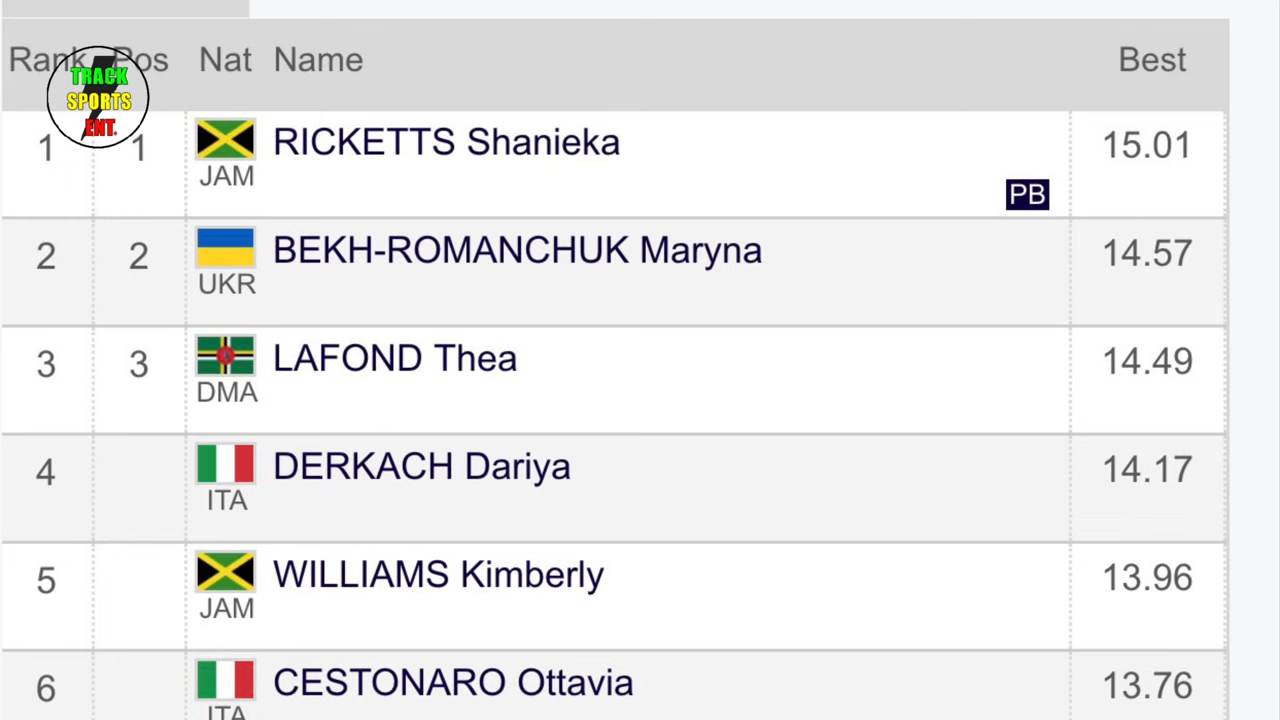 Rank Pos Nat Name Best
TRACK
SPORTS
ENT.
1 1 RICKETTS Shanieka 15.01
JAM
PB
2 2 BEKH-ROMANCHUK Maryna 14.57
UKR
3 3 LAFOND Thea 14.49
DMA
4 DERKACH Dariya 14.17
ITA
5 WILLIAMS Kimberly 13.96
JAM
6 CESTONARO Ottavia 13.76
ITA